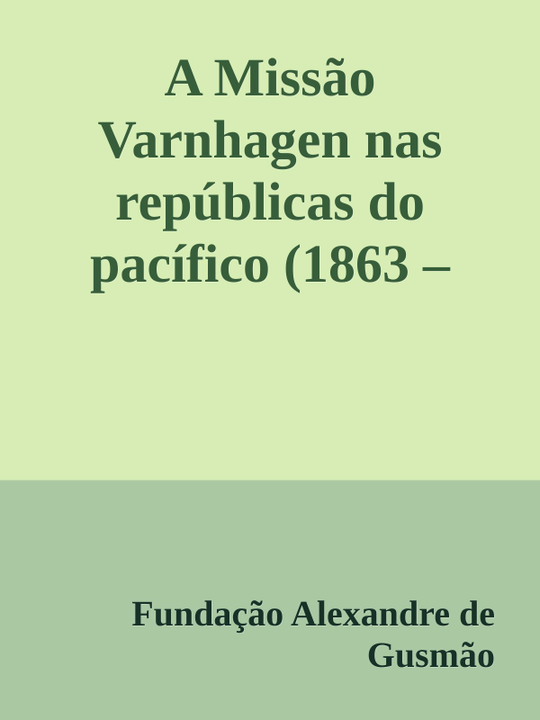 A Missão
Varnhagen nas
repúblicas do
pacífico (1863 –
Fundação Alexandre de
Gusmão